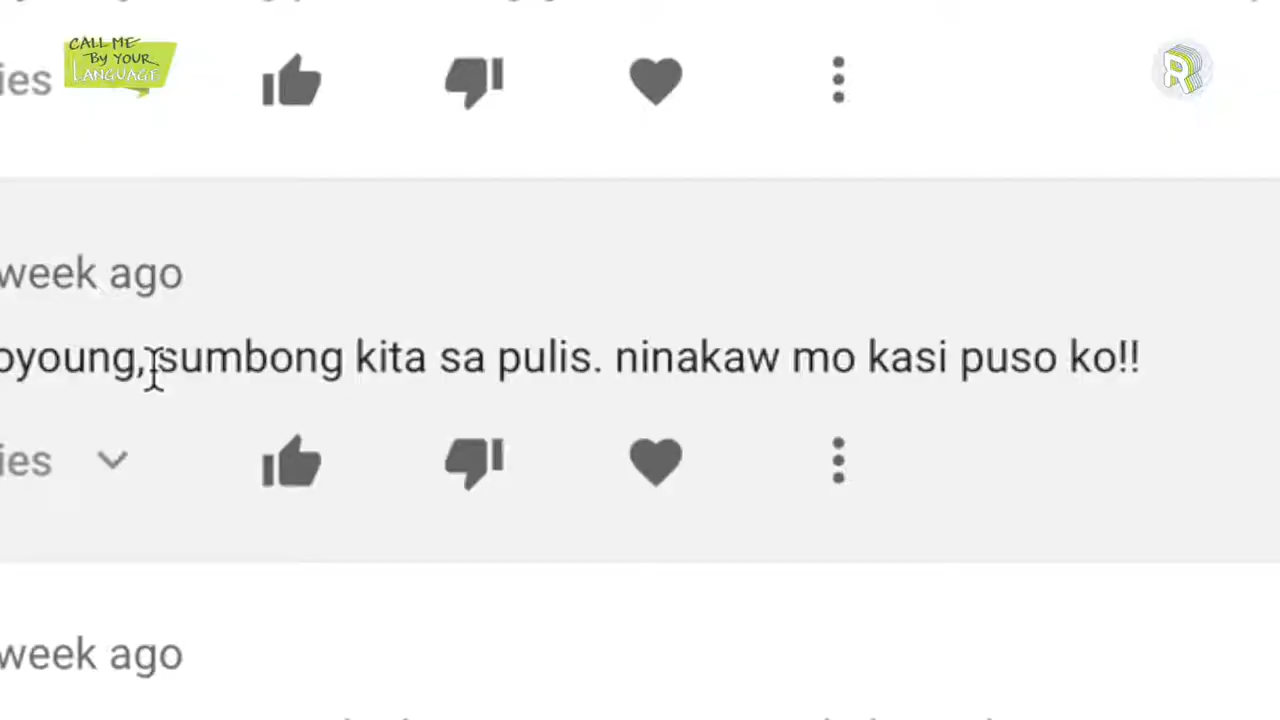 CALL ME
BY YOUR
LANGUAGE
R
ies
week ago
oyoung, sumbong kita sa pulis. ninakaw mo kasi puso ko!!
ies
week ago